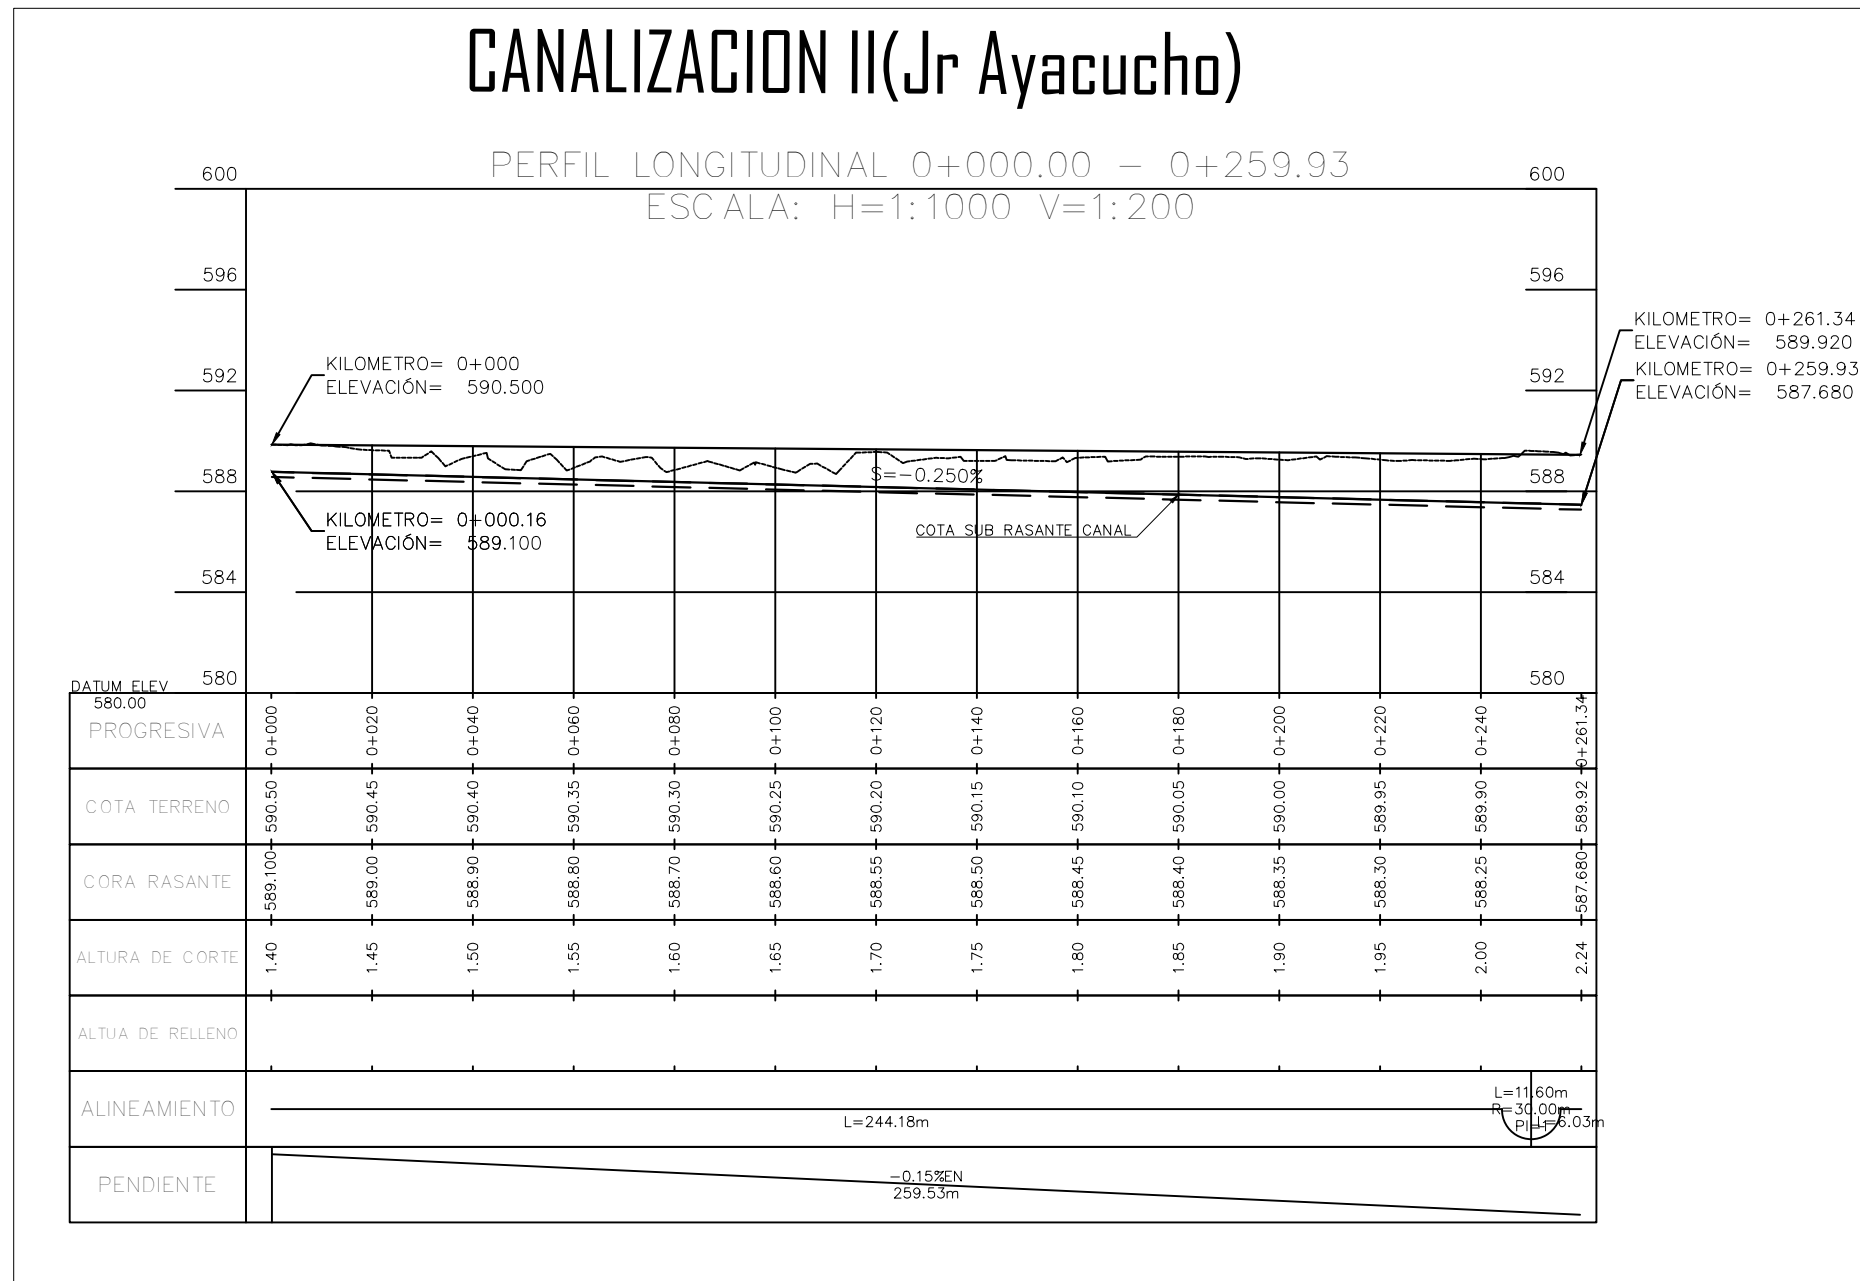 CANALIZACION II(Jr Ayacucho)
PERFIL LONGITUDINAL 0+000.00 - 0+259.93
ESCALA: H=1:1000 V=1:200
600
600
596
596
592
592
588
588
584
584
580
580
KILOMETRO= 0+000
ELEVACIÓN= 590.500
KILOMETRO= 0+261.34
ELEVACIÓN= 589.920
KILOMETRO= 0+259.93
ELEVACIÓN= 587.680
S=-0.250%
KILOMETRO= 0+000.16
ELEVACIÓN= 589.100
COTA SUB RASANTE CANAL
DATUM ELEV
580.00
PROGRESIVA 0+000 0+020 0+040 0+060 0+080 0+100 0+120 0+140 0+160 0+180 0+200 0+220 0+240 0+261.34
COTA TERRENO 590.50 590.45 590.40 590.35 590.30 590.25 590.20 590.15 590.10 590.05 590.00 589.95 589.90 589.92
CORA RASANTE 589.100 589.00 588.90 588.80 588.70 588.60 588.55 588.50 588.45 588.40 588.35 588.30 588.25 587.680
ALTURA DE CORTE 1.40 1.45 1.50 1.55 1.60 1.65 1.70 1.75 1.80 1.85 1.90 1.95 2.00 2.24
ALTUA DE RELLENO
ALINEAMIENTO
L=244.18m
L=11.60m
R=30.00m
PI=1
L=6.03m
PENDIENTE
-0.15%EN
259.53m